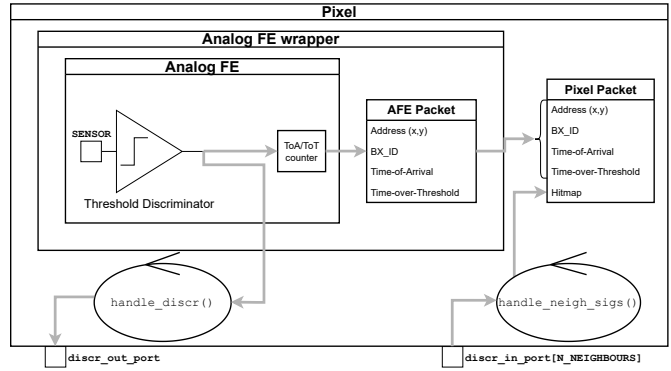 Pixel
Analog FE wrapper
Analog FE
SENSOR
Threshold Discriminator
ToA/ToT
counter
AFE Packet
Address (x,y)
BX_ID
Time-of-Arrival
Time-over-Threshold
Pixel Packet
Address (x,y)
BX_ID
Time-of-Arrival
Time-over-Threshold
Hitmap
handle_discr()
handle_neigh_sigs()
discr_out_port
discr_in_port[N_NEIGHBOURS]